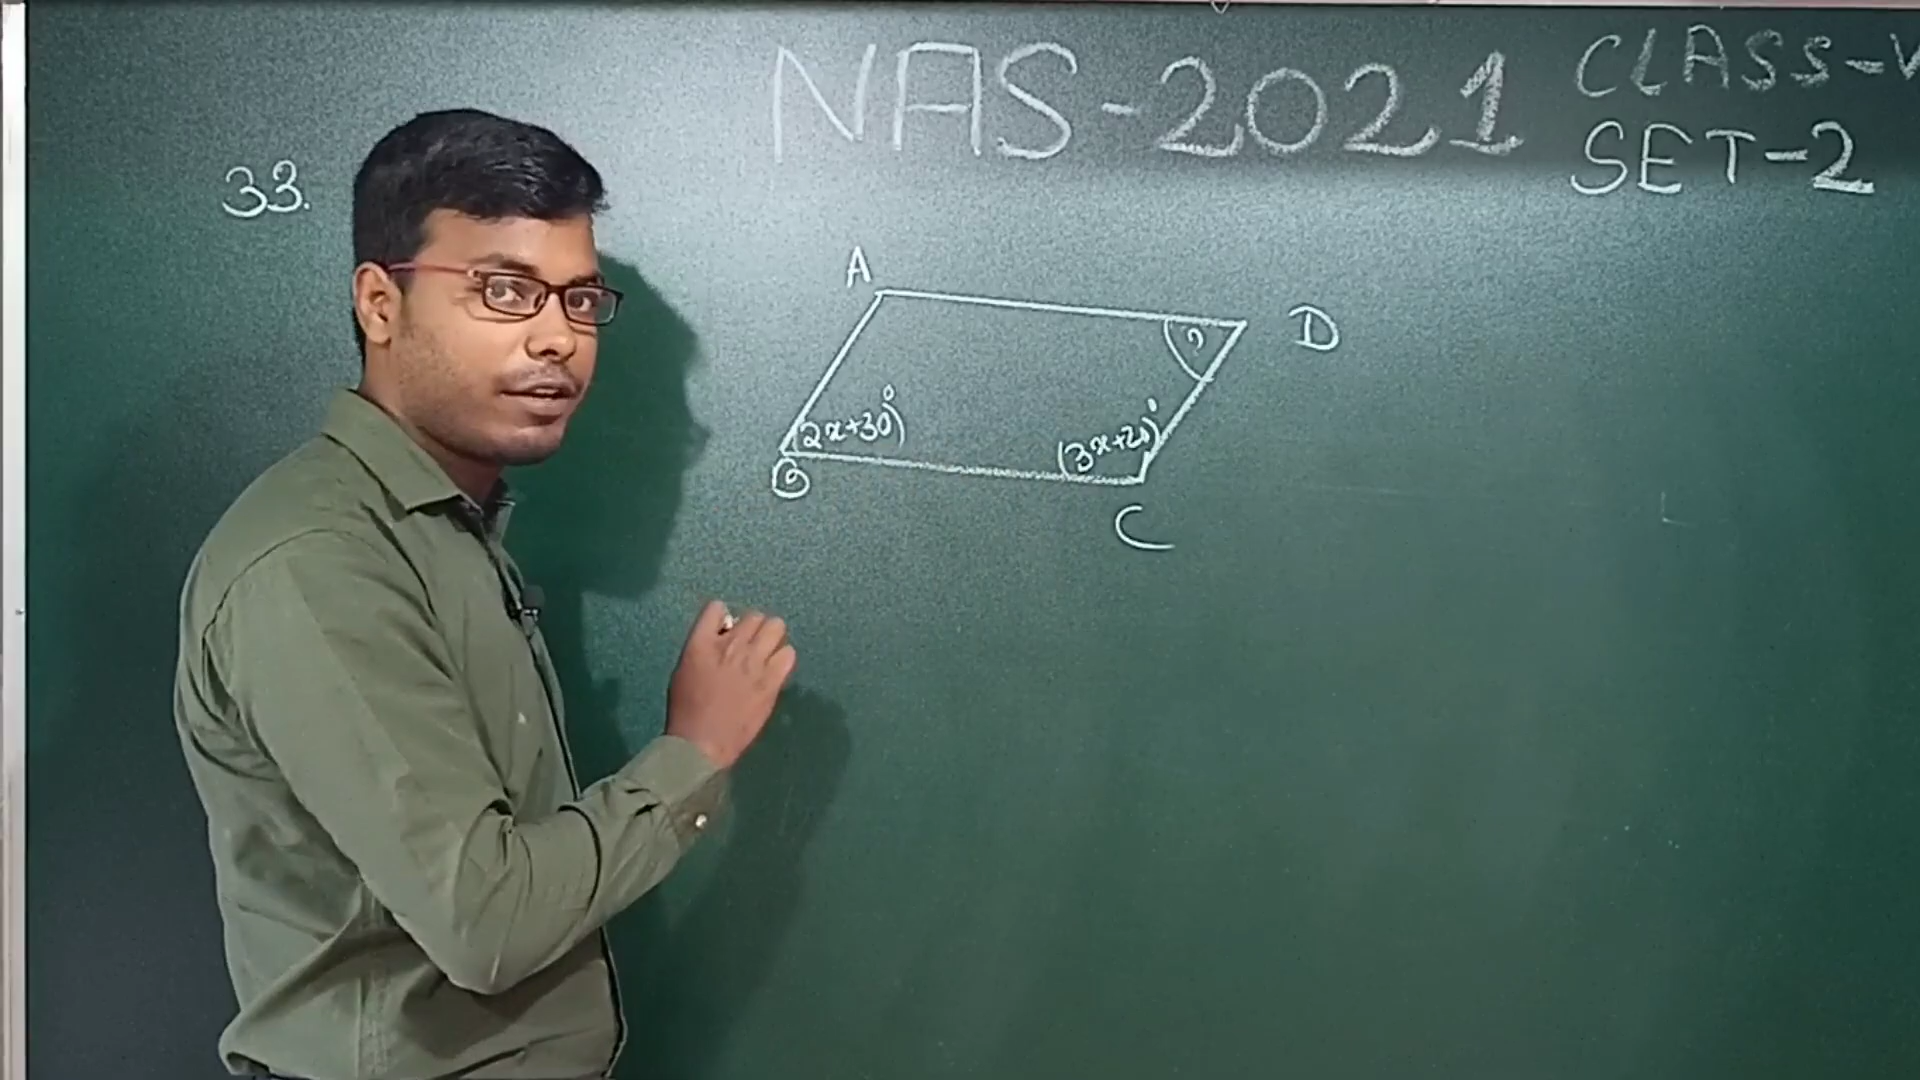 NAS-2021
CLASS-V
SET-2
33.
A
D
?
(2x+30)°
(3x+20)°
B
C